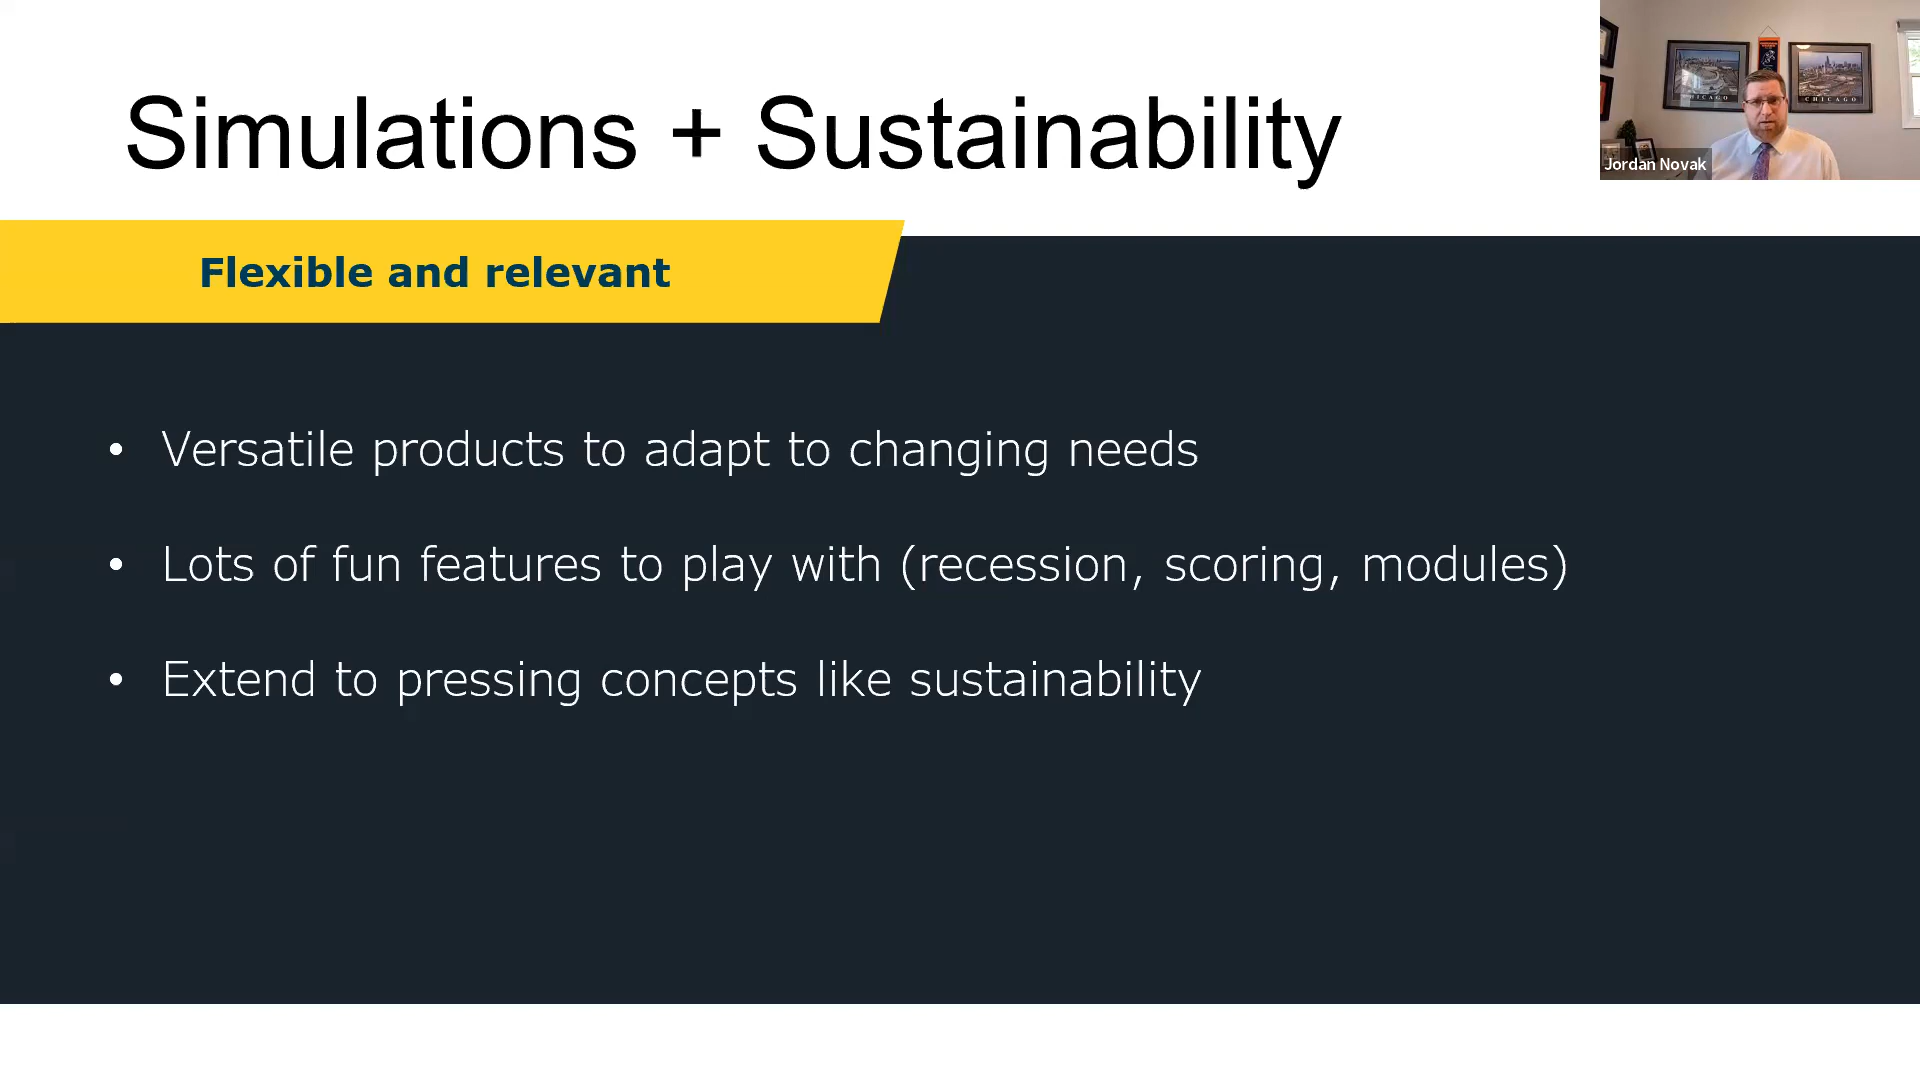 Simulations + Sustainability
CHICAGO
Jordan Novak
Flexible and relevant
• Versatile products to adapt to changing needs
• Lots of fun features to play with (recession, scoring, modules)
• Extend to pressing concepts like sustainability